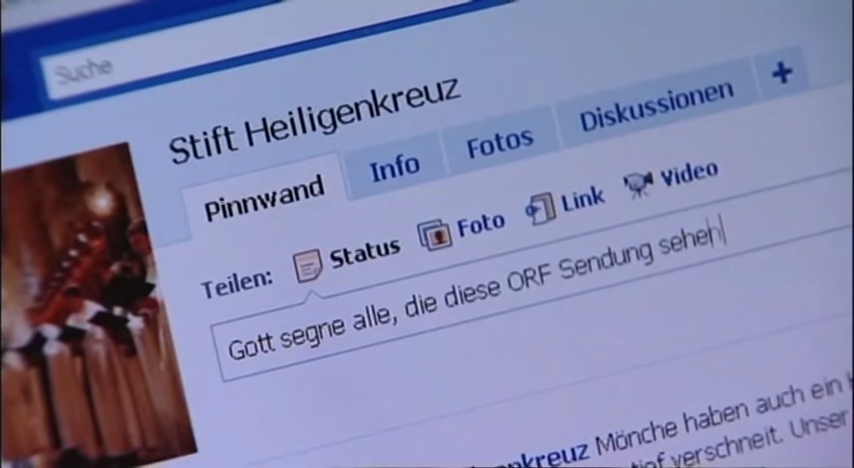 Suche
Stift Heiligenkreuz
Pinnwand Info Fotos Diskussionen +
Teilen: Status Foto Link Video
Gott segne alle, die diese ORF Sendung sehen
Mönche haben auch ein
verschneit. Unser